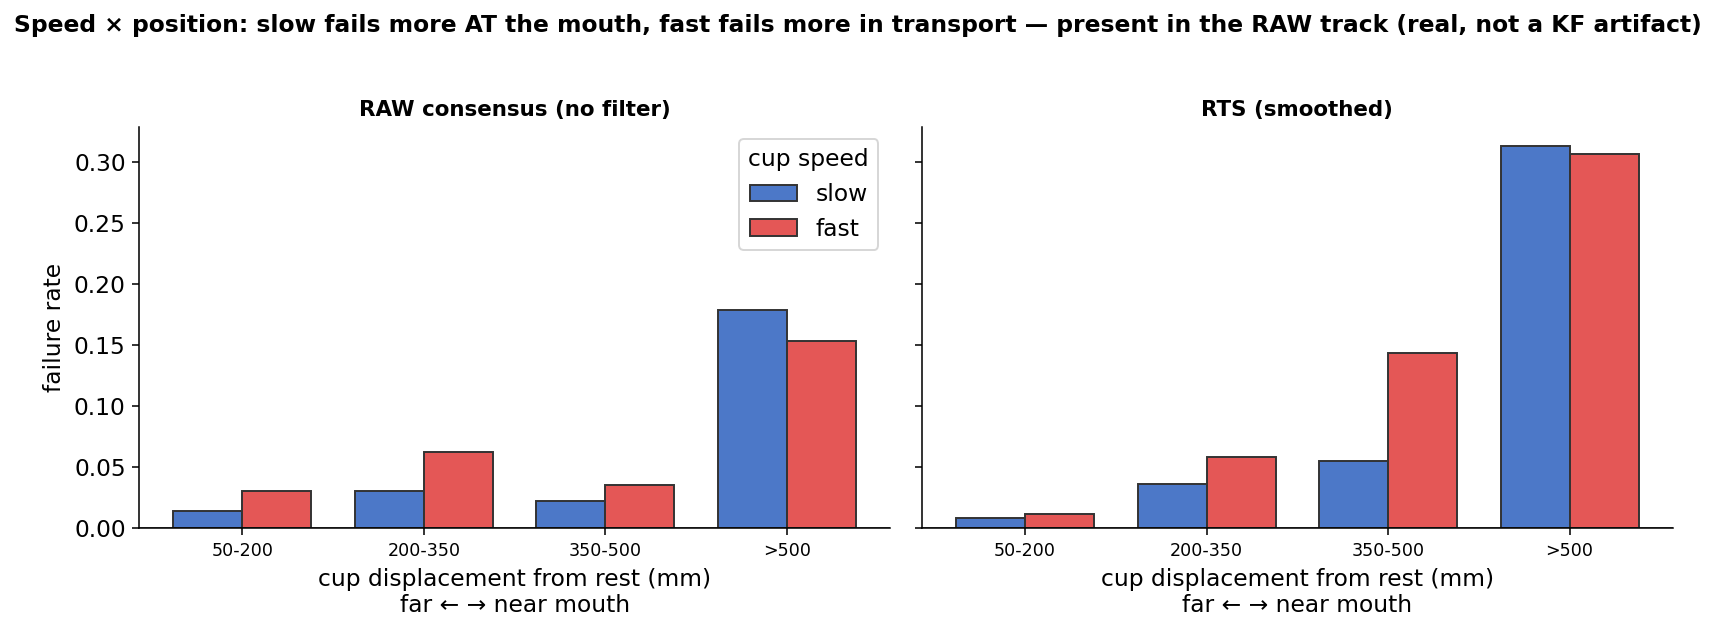 Speed × position: slow fails more AT the mouth, fast fails more in transport — present in the RAW track (real, not a KF artifact)
RAW consensus (no filter)
failure rate
0.30
0.25
0.20
0.15
0.10
0.05
0.00
cup speed
slow
fast
50-200 200-350 350-500 >500
cup displacement from rest (mm)
far ← → near mouth
RTS (smoothed)
50-200 200-350 350-500 >500
cup displacement from rest (mm)
far ← → near mouth